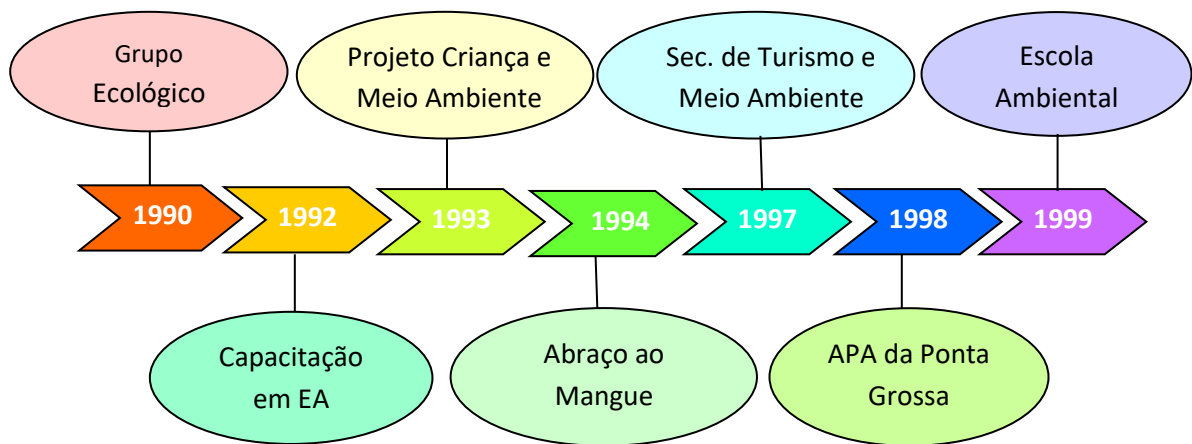 Grupo
Ecológico
Projeto Criança e
Meio Ambiente
Sec. de Turismo e
Meio Ambiente
Escola
Ambiental
1990
1992
1993
1994
1997
1998
1999
Capacitação
em EA
Abraço ao
Mangue
APA da Ponta
Grossa